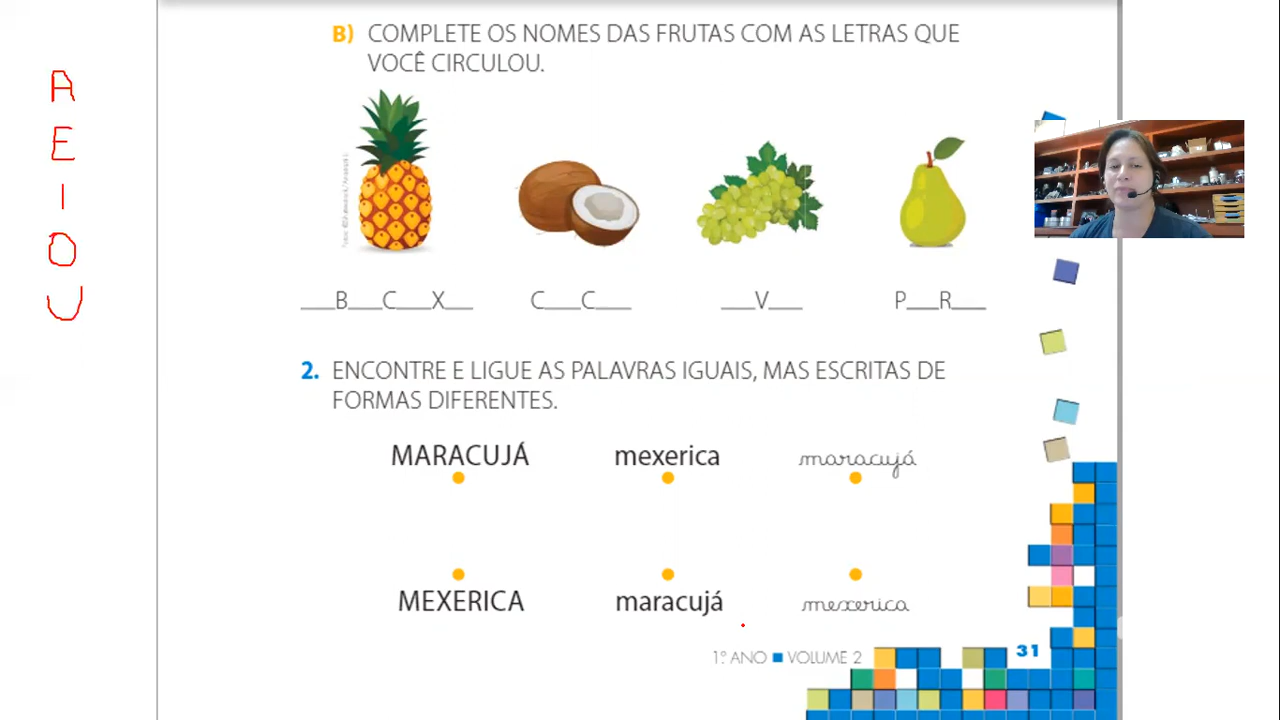 A
E
I
O
U
B) COMPLETE OS NOMES DAS FRUTAS COM AS LETRAS QUE
VOCÊ CIRCULOU.
___B___C___X___ C___C___ ___V___ P___R___
2. ENCONTRE E LIGUE AS PALAVRAS IGUAIS, MAS ESCRITAS DE
FORMAS DIFERENTES.
MARACUJÁ mexerica maracujá
MEXERICA maracujá mexerica
1º. ANO ■ VOLUME 2 31